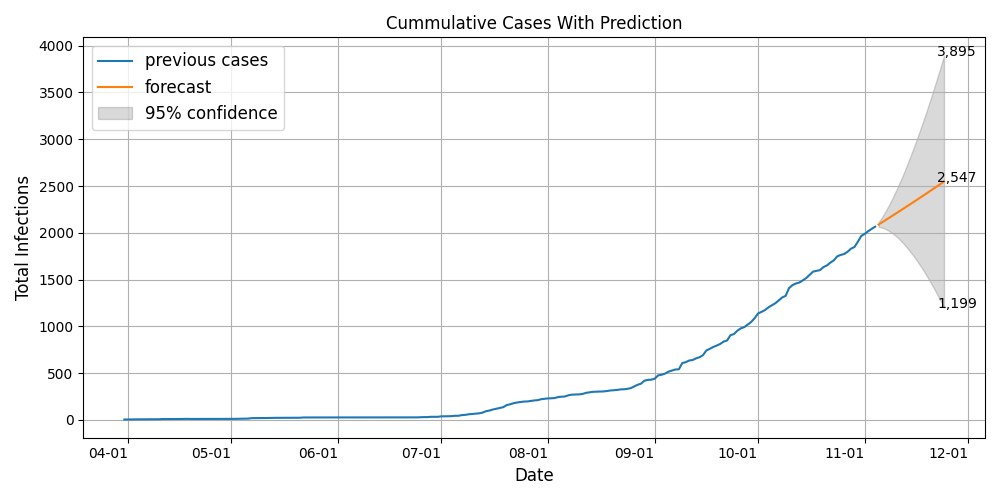 Cummulative Cases With Prediction
previous cases
forecast
95% confidence
4000
3500
3000
2500
2000
1500
1000
500
0
Total Infections
3,895
2,547
1,199
04-01 05-01 06-01 07-01 08-01 09-01 10-01 11-01 12-01
Date